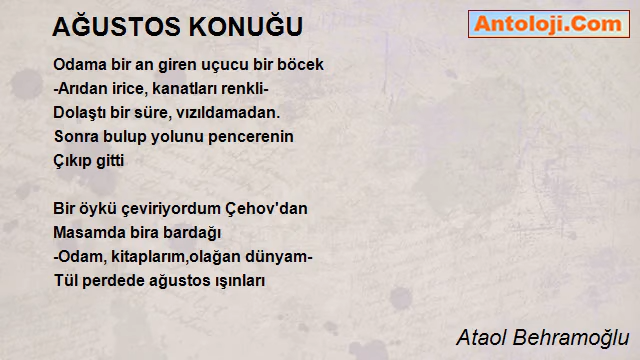 AĞUSTOS KONUĞU
Antoloji.Com
Odama bir an giren uçucu bir böcek
-Arıdan irice, kanatları renkli-
Dolaştı bir süre, vızıldamadan.
Sonra bulup yolunu pencerenin
Çıkıp gitti
Bir öykü çeviriyordum Çehov'dan
Masamda bira bardağı
-Odam, kitaplarım,olağan dünyam-
Tül perdede ağustos ışınları
Ataol Behramoğlu